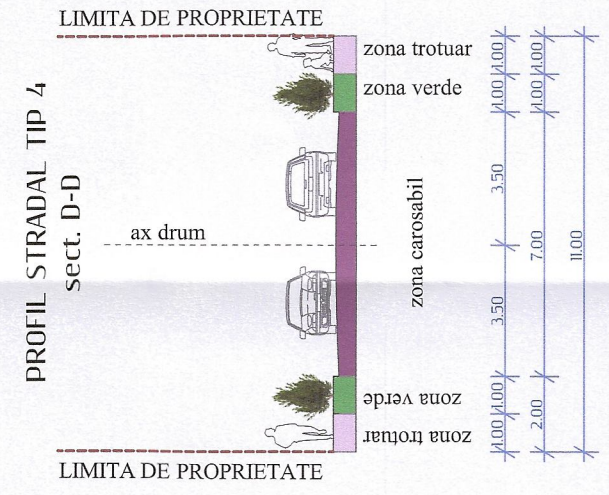 LIMITA DE PROPRIETATE
PROFIL STRADAL TIP 4
sect. D-D
zona trotuar
zona verde
ax drum
zona carosabil
zona verde
zona trotuar
LIMITA DE PROPRIETATE
1.00
1.00
3.50
3.50
1.00
1.00
1.00
1.00
7.00
2.00
11.00